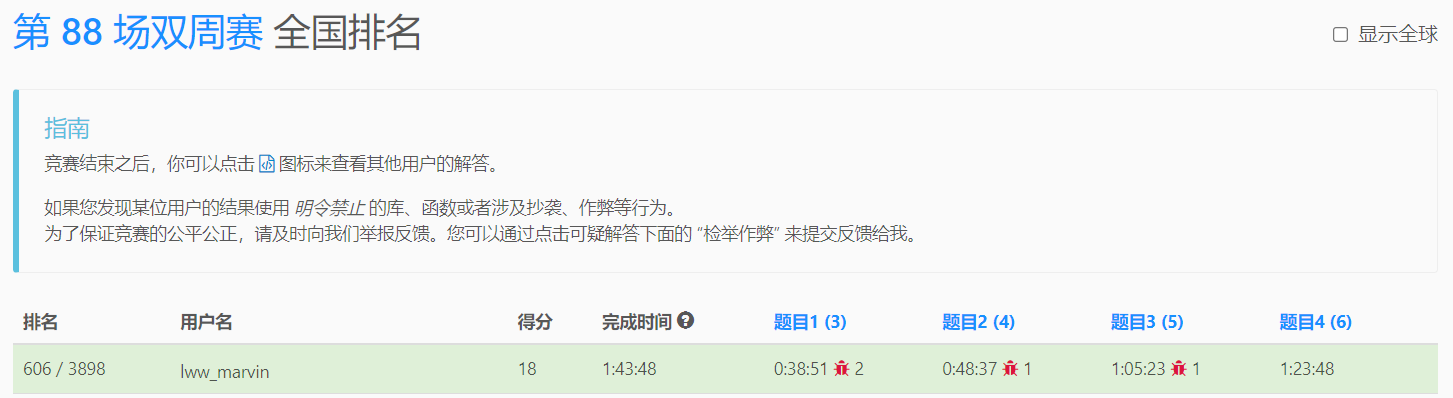 第 88 场双周赛 全国排名
显示全球
指南
竞赛结束之后，你可以点击 图标来查看其他用户的解答。
如果您发现某位用户的结果使用 明令禁止 的库、函数或者涉及抄袭、作弊等行为。
为了保证竞赛的公平公正，请及时向我们举报反馈。您可以通过点击可疑解答下面的 “检举作弊” 来提交反馈给我。
排名 用户名 得分 完成时间 题目1 (3) 题目2 (4) 题目3 (5) 题目4 (6)
606 / 3898 lww_marvin 18 1:43:48 0:38:51 2 0:48:37 1 1:05:23 1 1:23:48